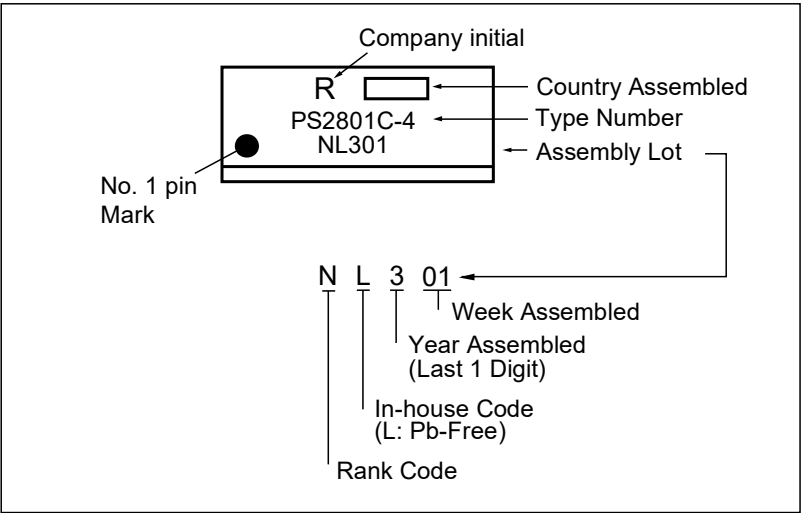 Company initial
R
Country Assembled
PS2801C-4
Type Number
NL301
Assembly Lot
No. 1 pin
Mark
N L 3 01
Week Assembled
Year Assembled
(Last 1 Digit)
In-house Code
(L: Pb-Free)
Rank Code